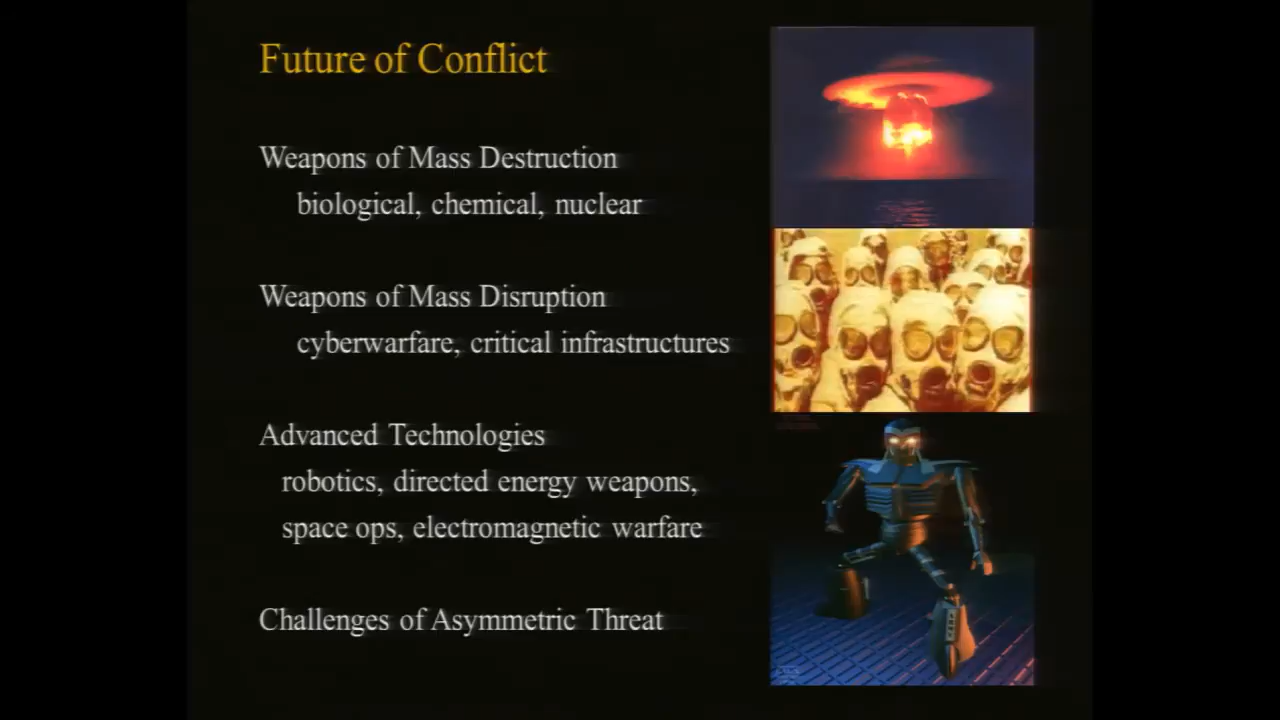 Future of Conflict
Weapons of Mass Destruction
biological, chemical, nuclear
Weapons of Mass Disruption
cyberwarfare, critical infrastructures
Advanced Technologies
robotics, directed energy weapons,
space ops, electromagnetic warfare
Challenges of Asymmetric Threat